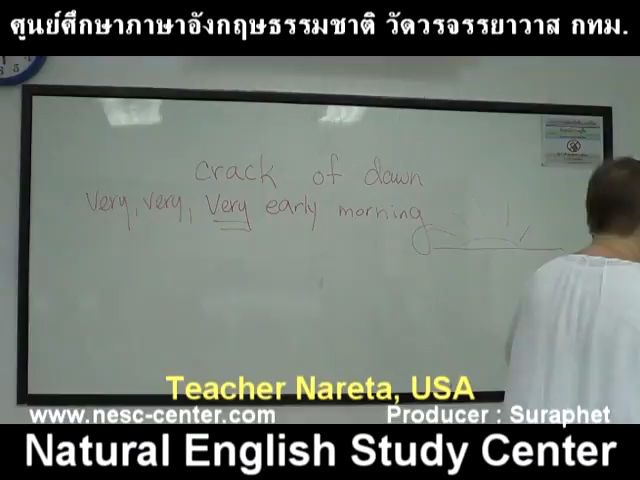 ศูนย์ศึกษาภาษาอังกฤษธรรมชาติ วัดวรจรรยาวาส กทม.
crack of dawn
Very, very, Very early morning
Teacher Nareta, USA
www.nesc-center.com Producer : Suraphet
Natural English Study Center